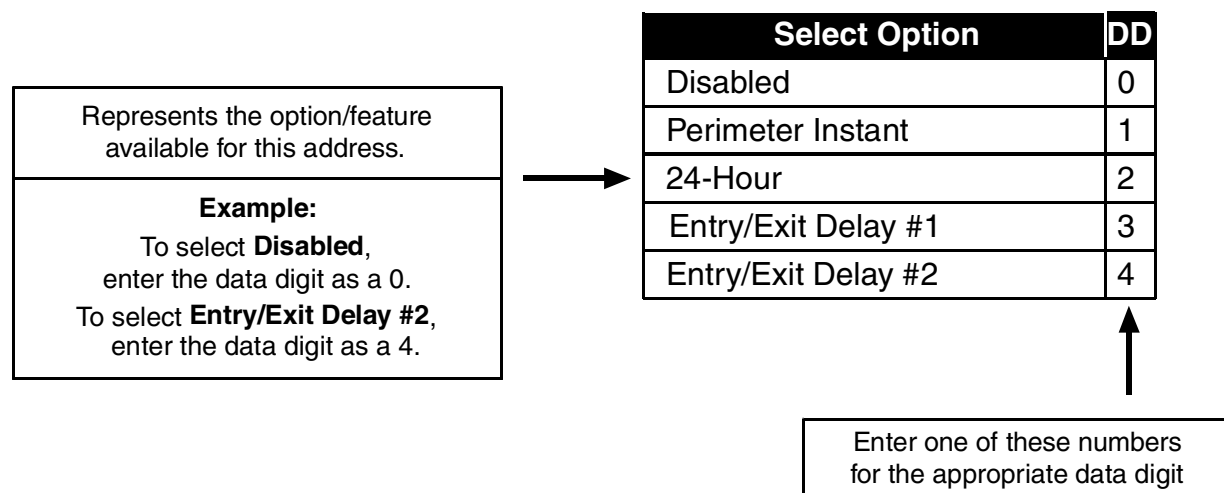 Represents the option/feature
available for this address.
Example:
To select Disabled,
enter the data digit as a 0.
To select Entry/Exit Delay #2,
enter the data digit as a 4.
Select Option DD
Disabled 0
Perimeter Instant 1
24-Hour 2
Entry/Exit Delay #1 3
Entry/Exit Delay #2 4
Enter one of these numbers
for the appropriate data digit